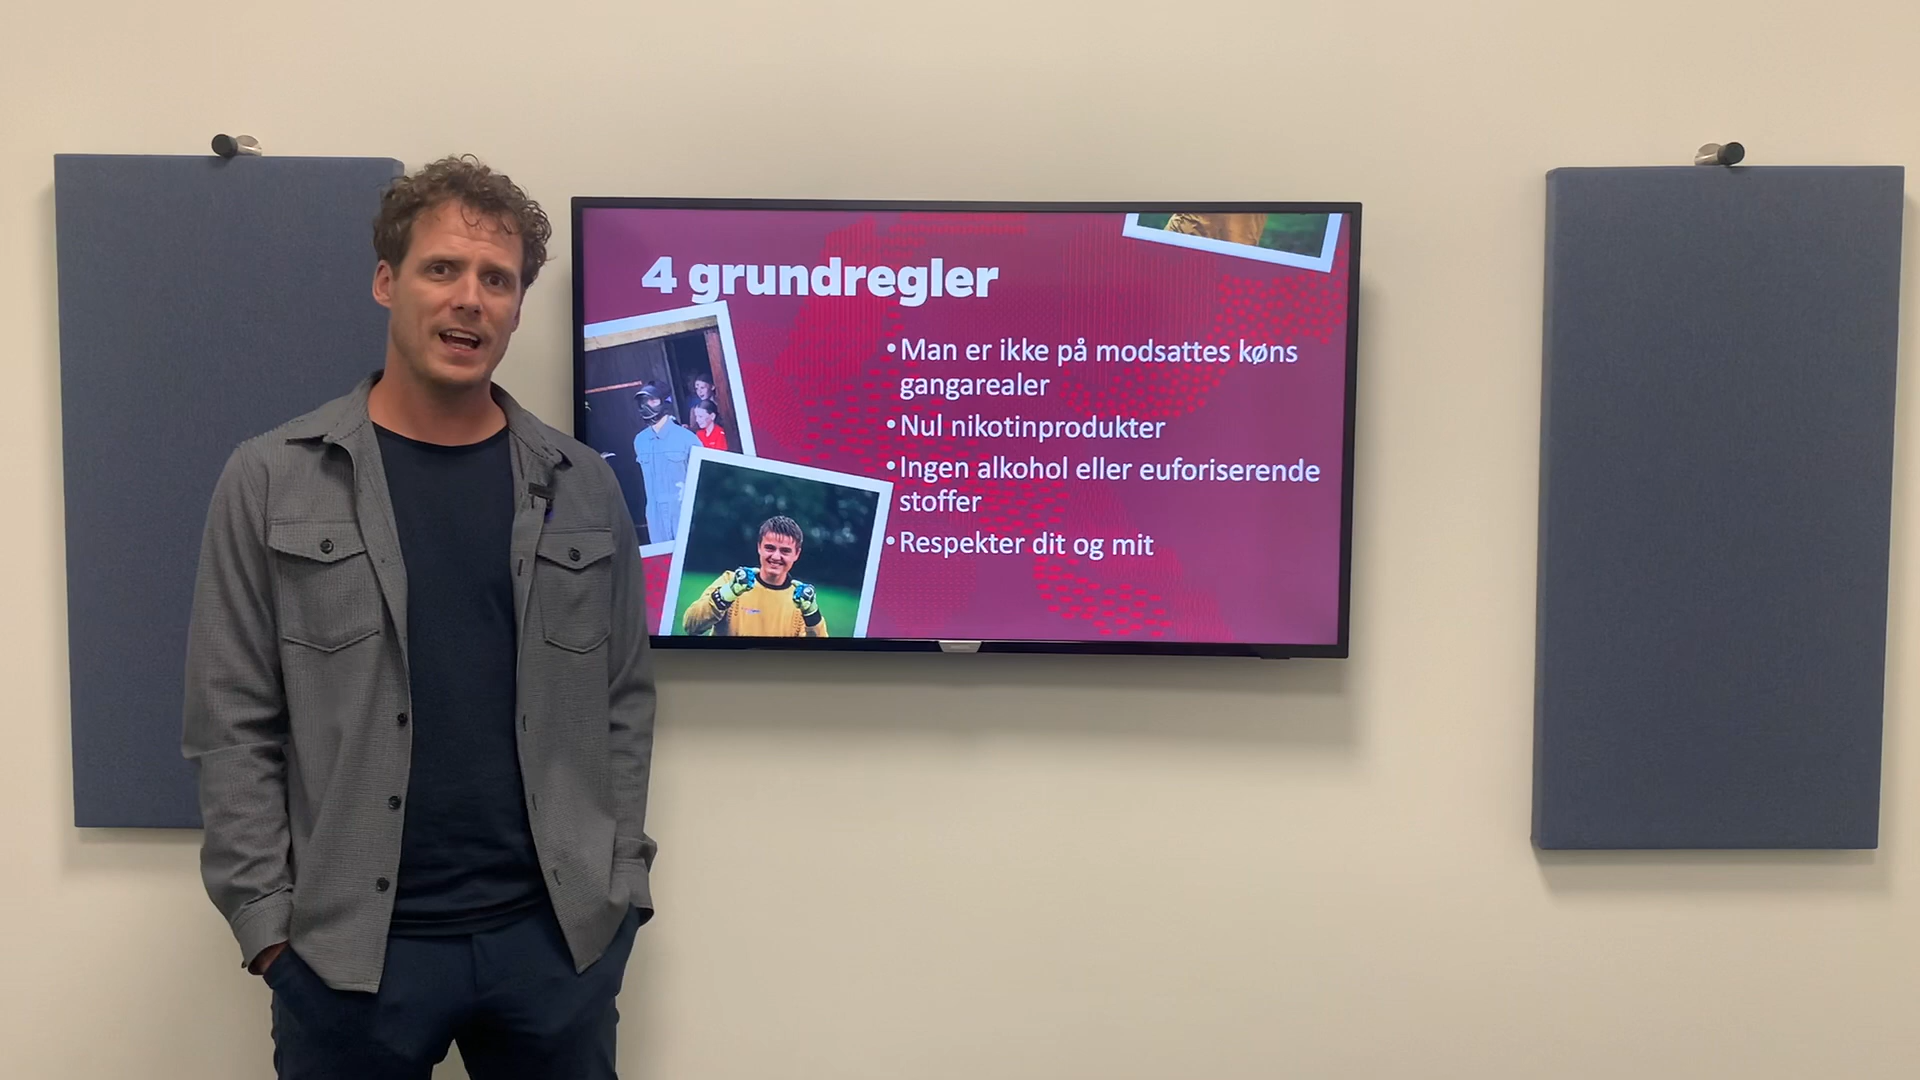 4 grundregler
•Man er ikke på modsattes køns
gangarealer
•Nul nikotinprodukter
•Ingen alkohol eller euforiserende
stoffer
•Respekter dit og mit